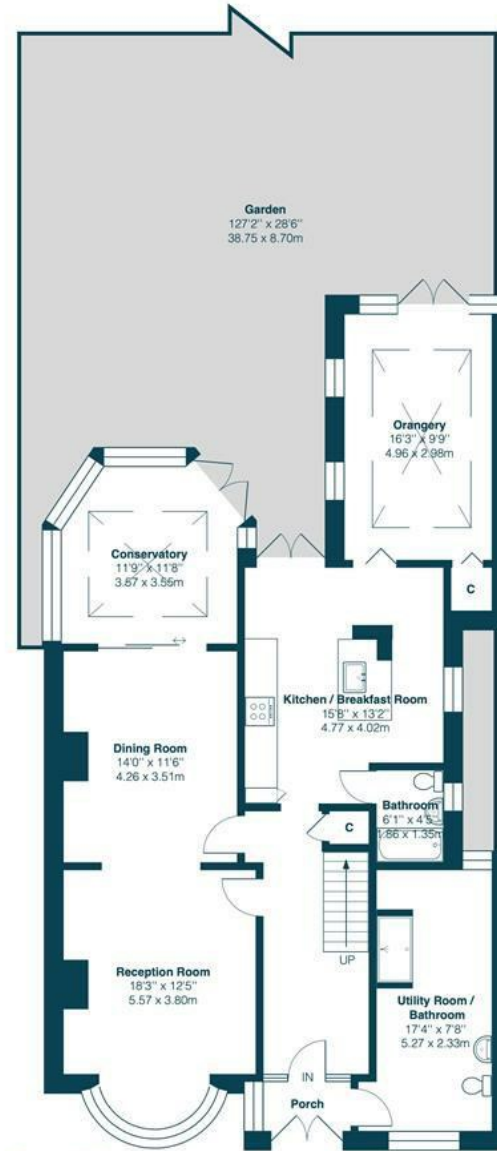 Garden
127'2" x 28'6"
38.75 x 8.70m
Orangery
16'3" x 9'9"
4.96 x 2.98m
Conservatory
11'9" x 11'8"
3.57 x 3.55m
C
Kitchen / Breakfast Room
15'8" x 13'2"
4.77 x 4.02m
Dining Room
14'0" x 11'6"
4.26 x 3.51m
Bathroom
6'1" x 4'5
1.86 x 1.35m
C
UP
Reception Room
18'3" x 12'5"
5.57 x 3.80m
Utility Room /
Bathroom
17'4" x 7'8"
5.27 x 2.33m
IN
Porch